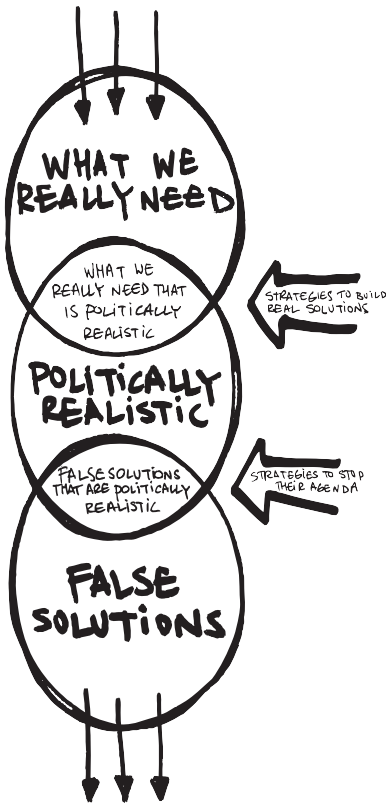 WHAT WE
REALLY NEED
WHAT WE
REALLY NEED THAT
IS POLITICALLY
REALISTIC
STRATEGIES TO BUILD
REAL SOLUTIONS
POLITICALLY
REALISTIC
FALSE SOLUTIONS
THAT ARE POLITICALLY
REALISTIC
STRATEGIES TO STOP
THEIR AGENDA
FALSE
SOLUTIONS